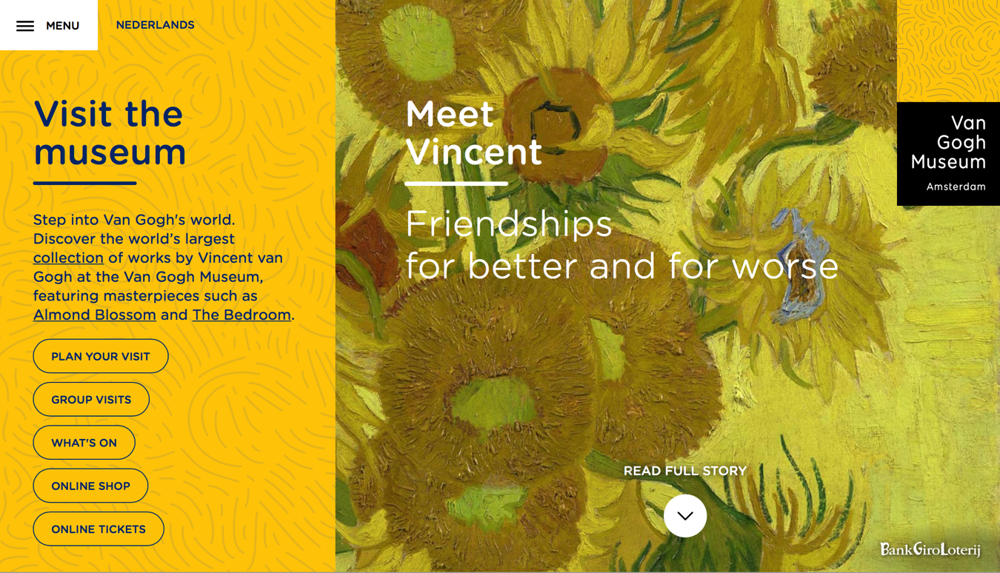 MENU
NEDERLANDS
Visit the
museum
Step into Van Gogh's world.
Discover the world’s largest
collection of works by Vincent van
Gogh at the Van Gogh Museum,
featuring masterpieces such as
Almond Blossom and The Bedroom.
PLAN YOUR VISIT
GROUP VISITS
WHAT'S ON
ONLINE SHOP
ONLINE TICKETS
Meet
Vincent
Friendships
for better and for worse
READ FULL STORY
Van
Gogh
Museum
Amsterdam
BankGiroLoterij